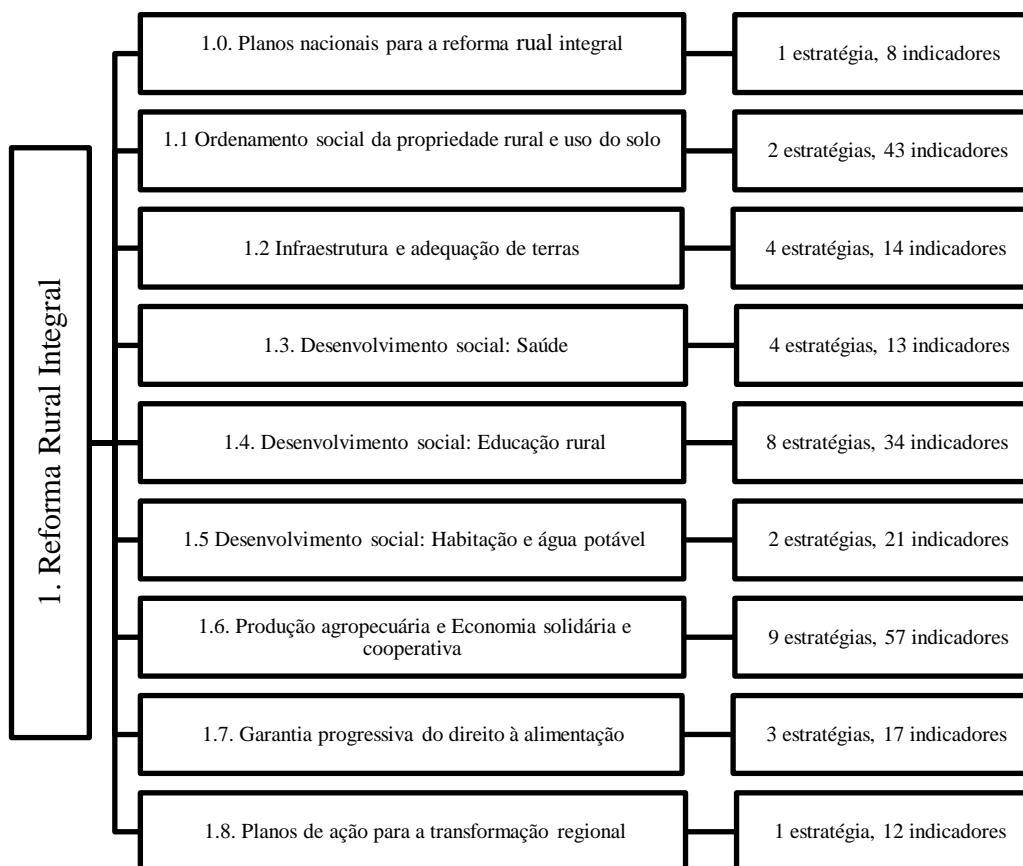 1. Reforma Rural Integral
1.0. Planos nacionais para a reforma rual integral
1 estratégia, 8 indicadores
1.1 Ordenamento social da propriedade rural e uso do solo
2 estratégias, 43 indicadores
1.2 Infraestrutura e adequação de terras
4 estratégias, 14 indicadores
1.3. Desenvolvimento social: Saúde
4 estratégias, 13 indicadores
1.4. Desenvolvimento social: Educação rural
8 estratégias, 34 indicadores
1.5 Desenvolvimento social: Habitação e água potável
2 estratégias, 21 indicadores
1.6. Produção agropecuária e Economia solidária e
cooperativa
9 estratégias, 57 indicadores
1.7. Garantia progressiva do direito à alimentação
3 estratégias, 17 indicadores
1.8. Planos de ação para a transformação regional
1 estratégia, 12 indicadores